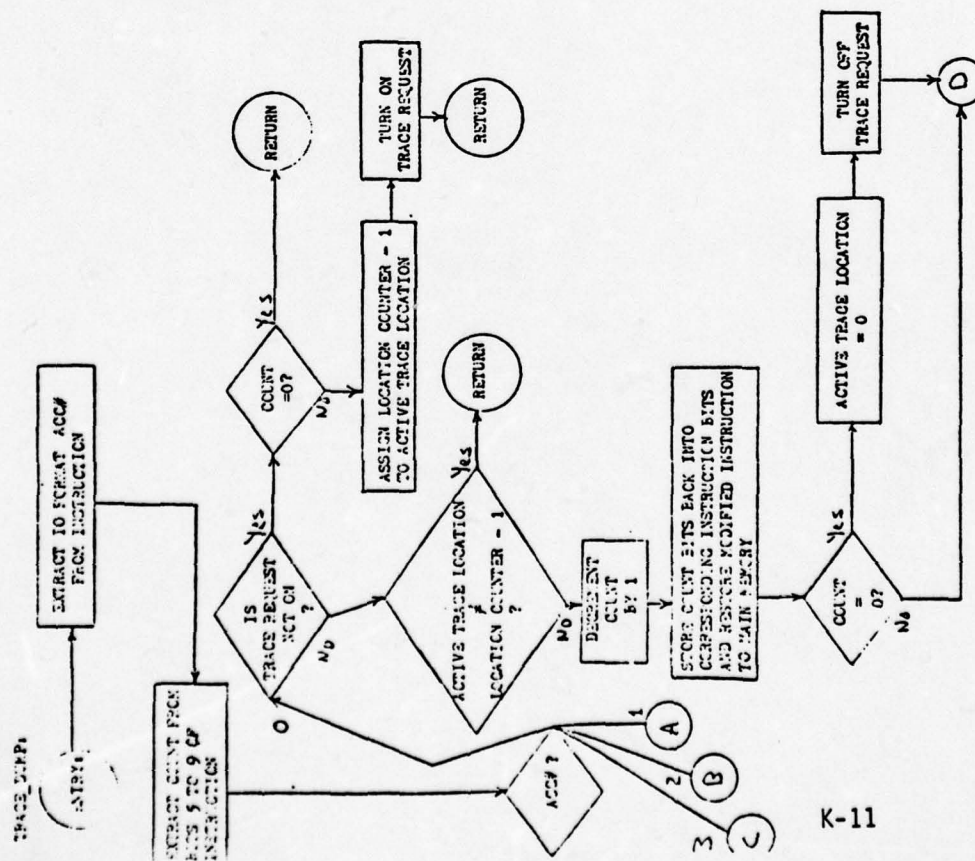 ENTRY:
EXTRACT IO FORMAT ACC#
FROM INSTRUCTION
EXTRACT COUNT FROM
BITS 5 TO 9 OF
INSTRUCTION
ACC# ?
0
1
A
2
B
3
C
IS
TRACE REQUEST
NOT ON
?
Yes
No
COUNT
=0?
Yes
No
RETURN
ASSIGN LOCATION COUNTER - 1
TO ACTIVE TRACE LOCATION
TURN ON
TRACE REQUEST
RETURN
ACTIVE TRACE LOCATION
≠
LOCATION COUNTER - 1
?
Yes
No
RETURN
DECREMENT
COUNT
BY 1
STORE COUNT BITS BACK INTO
CORRESPONDING INSTRUCTION BITS
AND RESTORE MODIFIED INSTRUCTION
TO MAIN MEMORY
COUNT
=
0?
Yes
No
ACTIVE TRACE LOCATION
= 0
TURN OFF
TRACE REQUEST
D
K-11